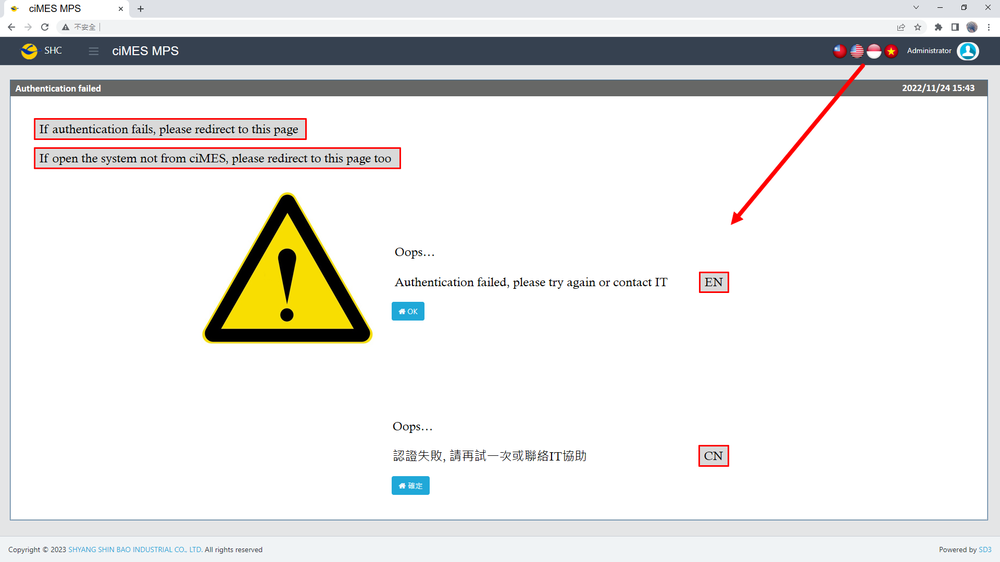 ciMES MPS
不安全
SHC
ciMES MPS
Administrator
Authentication failed
2022/11/24 15:43
If authentication fails, please redirect to this page
If open the system not from ciMES, please redirect to this page too
Oops...
Authentication failed, please try again or contact IT
EN
OK
Oops...
認證失敗, 請再試一次或聯絡IT協助
CN
確定
Copyright © 2023 SHYANG SHIN BAO INDUSTRIAL CO., LTD. All rights reserved
Powered by SD3